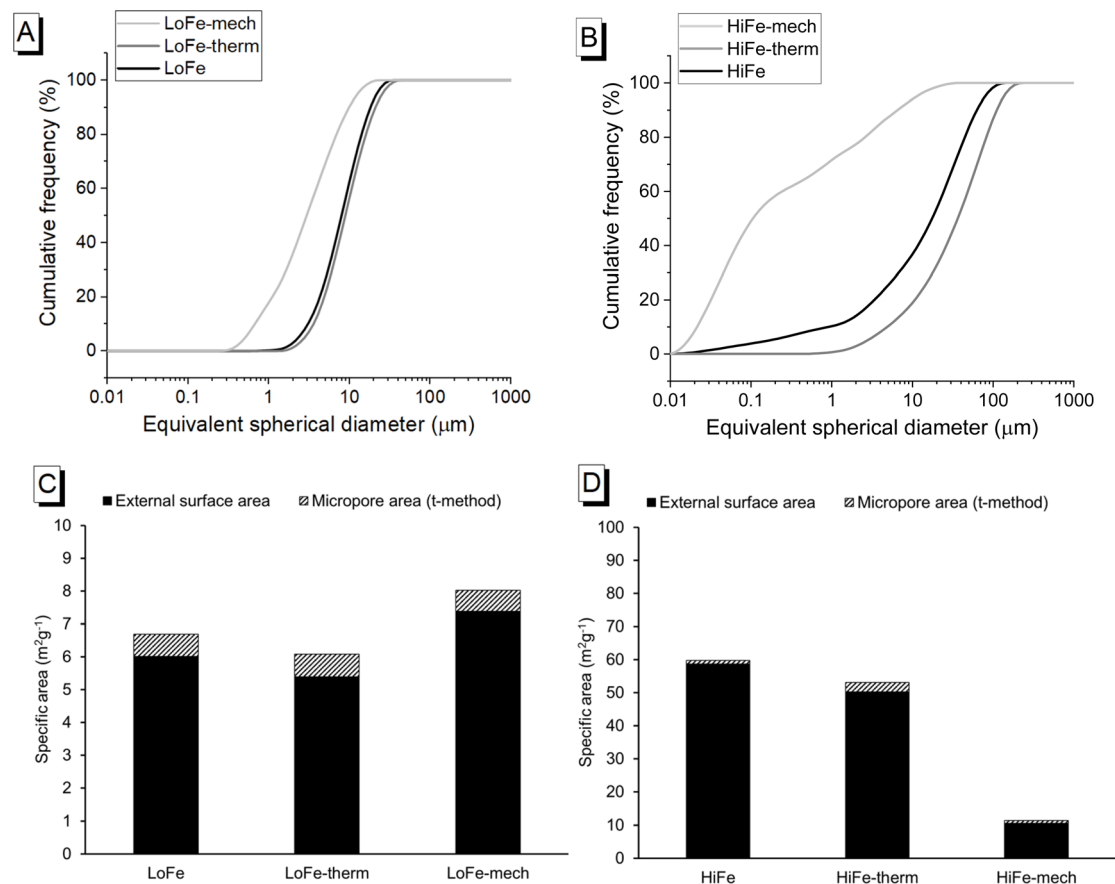 A
LoFe-mech
LoFe-therm
LoFe
Cumulative frequency (%)
100
80
60
40
20
0
0.01 0.1 1 10 100 1000
Equivalent spherical diameter (μm)
B
HiFe-mech
HiFe-therm
HiFe
Cumulative frequency (%)
100
80
60
40
20
0
0.01 0.1 1 10 100 1000
Equivalent spherical diameter (μm)
C
External surface area Micropore area (t-method)
Specific area (m²g⁻¹)
10
9
8
7
6
5
4
3
2
1
0
LoFe LoFe-therm LoFe-mech
D
External surface area Micropore area (t-method)
Specific area (m²g⁻¹)
100
90
80
70
60
50
40
30
20
10
0
HiFe HiFe-therm HiFe-mech